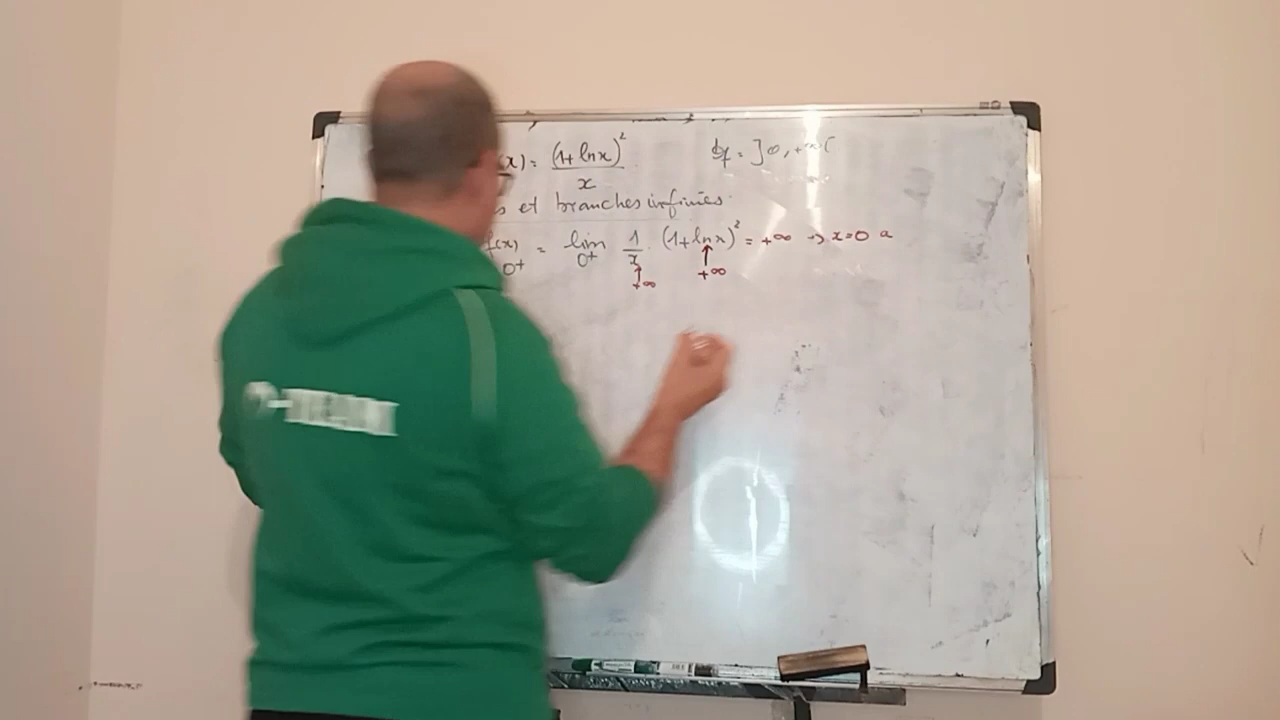 (x) = (1+lnx)² / x    Df = ]0,+∞[
s et branches infinies.
f(x) = lim 1/x . (1+lnx)² = +∞ → x=0 a
0⁺ 0⁺ +∞ +∞